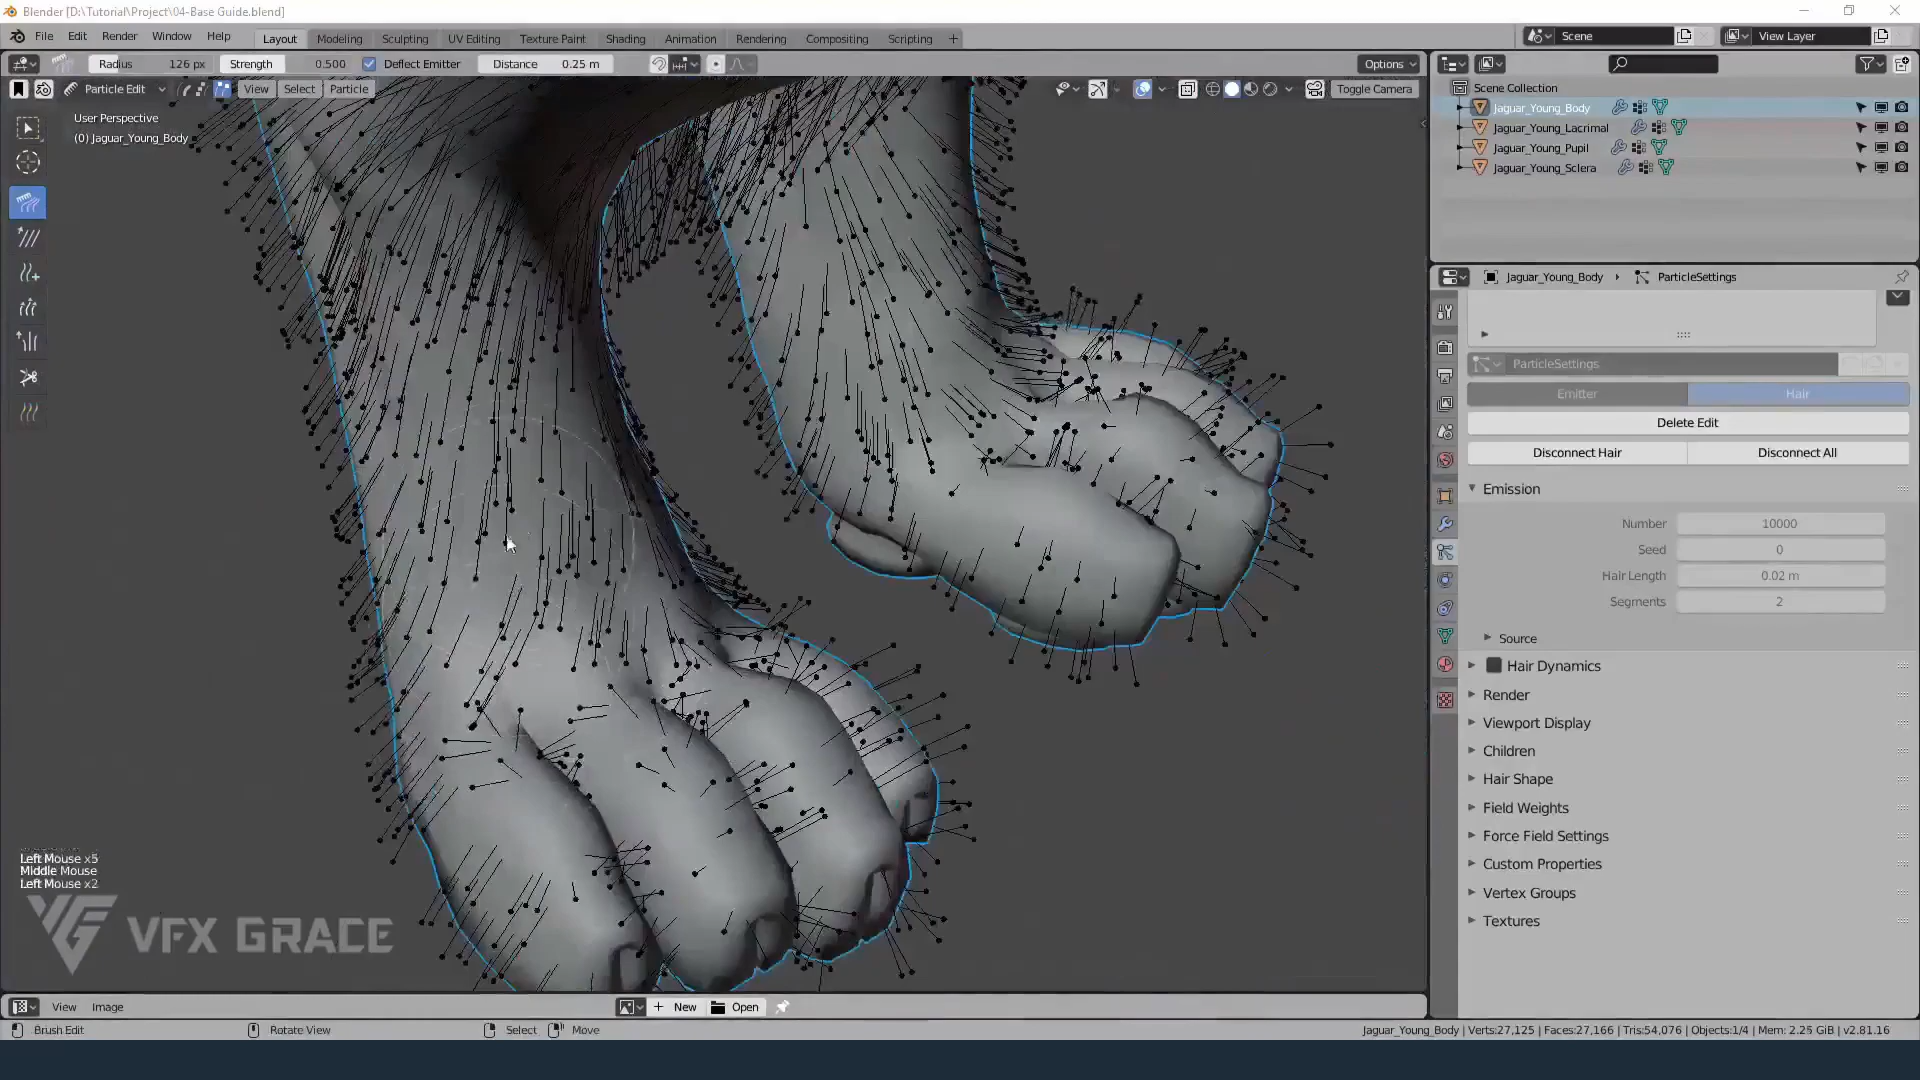 Blender [D:\Tutorial\Project\04-Base Guide.blend]
File Edit Render Window Help
Layout Modeling Sculpting UV Editing Texture Paint Shading Animation Rendering Compositing Scripting +
Scene
View Layer
Radius 126 px Strength 0.500 Deflect Emitter Distance 0.25 m
Options
Particle Edit View Select Particle
Toggle Camera
User Perspective
(0) Jaguar_Young_Body
Scene Collection
Jaguar_Young_Body
Jaguar_Young_Lacrimal
Jaguar_Young_Pupil
Jaguar_Young_Sclera
Jaguar_Young_Body ParticleSettings
ParticleSettings
Emitter Hair
Delete Edit
Disconnect Hair Disconnect All
Emission
Number 10000
Seed 0
Hair Length 0.02 m
Segments 2
Source
Hair Dynamics
Render
Viewport Display
Children
Hair Shape
Field Weights
Force Field Settings
Custom Properties
Vertex Groups
Textures
Left Mouse x5
Middle Mouse
Left Mouse x2
VFX GRACE
View Image
+ New Open
Brush Edit Rotate View Select Move
Jaguar_Young_Body | Verts:27,125 | Faces:27,166 | Tris:54,076 | Objects:1/4 | Mem: 2.25 GiB | v2.81.16